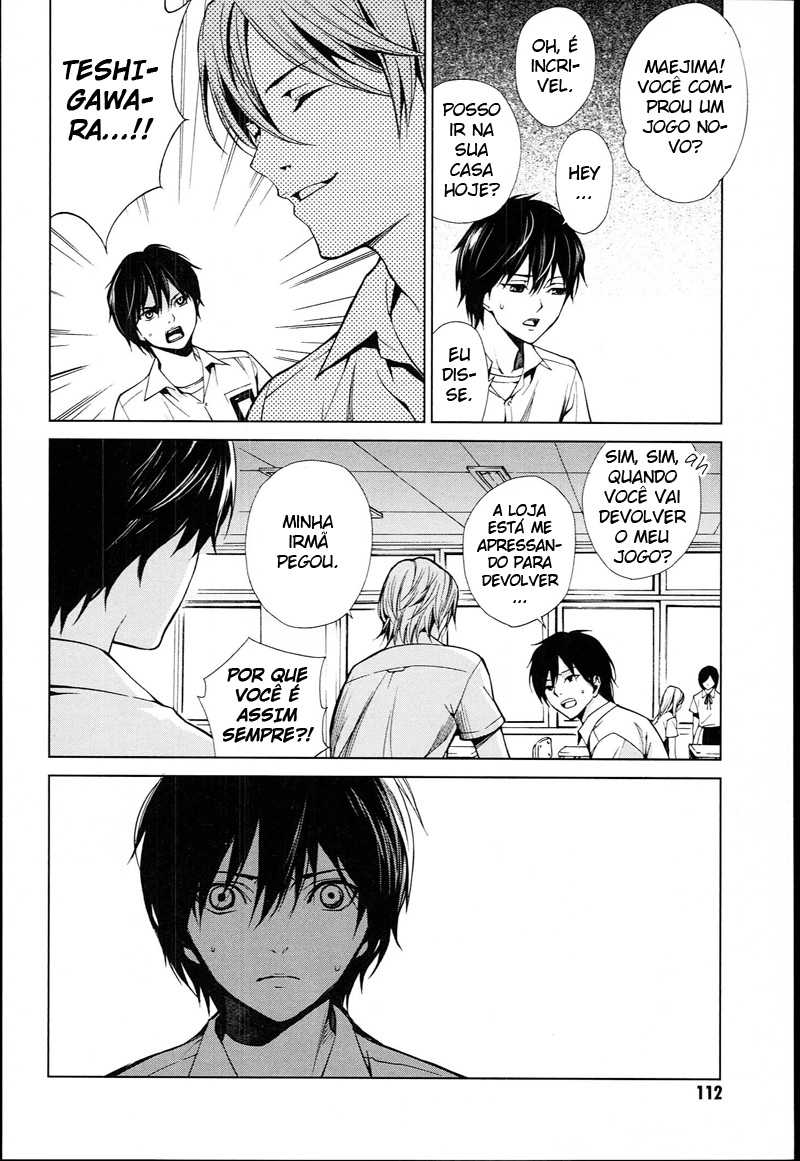 MAEJIMA!
VOCÊ COM-
PROU UM
JOGO NO-
VO?
OH, É
INCRI-
VEL.
POSSO
IR NA
SUA
CASA
HOJE?
HEY
...
EU
DIS-
SE.
TESHI-
GAWA-
RA...!!
SIM, SIM,
QUANDO
VOCÊ VAI
DEVOLVER
O MEU
JOGO?
ah
A LOJA
ESTÁ ME
APRESSAN-
DO PARA
DEVOLVER
...
MINHA
IRMÃ
PEGOU.
POR QUE
VOCÊ É
ASSIM
SEMPRE?!
112